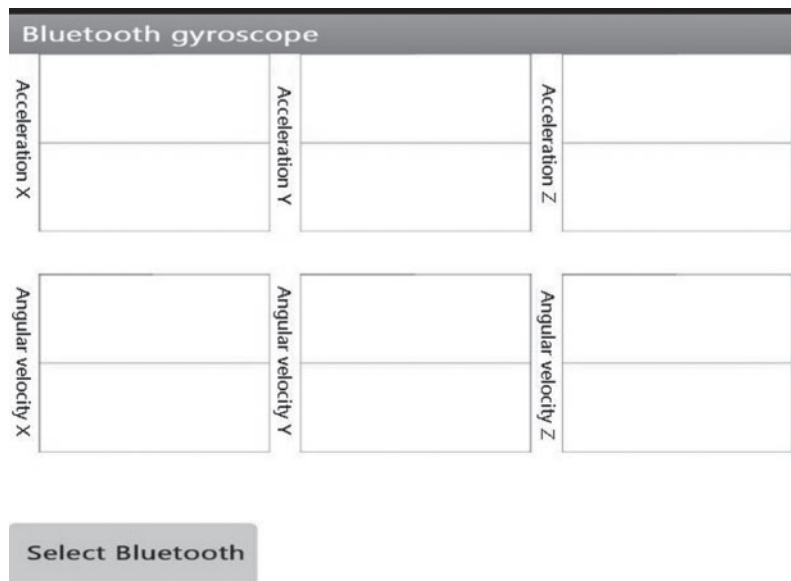 Bluetooth gyroscope
Acceleration X
Acceleration Y
Acceleration Z
Angular velocity X
Angular velocity Y
Angular velocity Z
Select Bluetooth